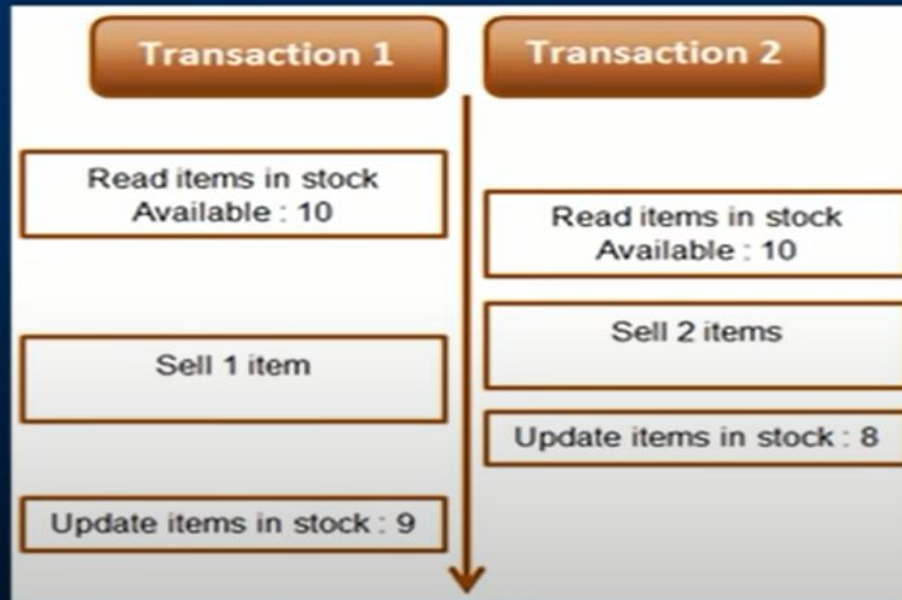 Transaction 1
Transaction 2
Read items in stock
Available : 10
Read items in stock
Available : 10
Sell 2 items
Sell 1 item
Update items in stock : 8
Update items in stock : 9